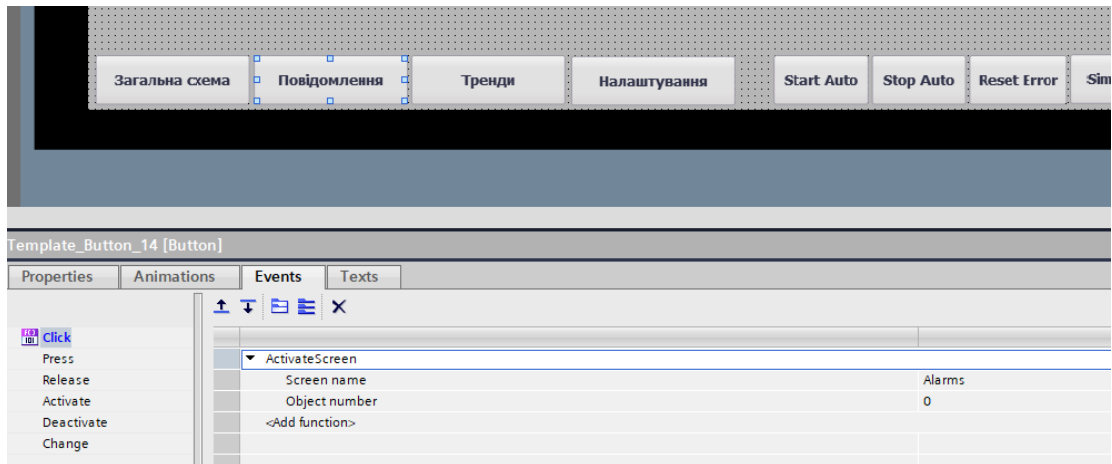 Загальна схема Повідомлення Тренди Налаштування Start Auto Stop Auto Reset Error Sim
Template_Button_14 [Button]
Properties Animations Events Texts
Click
Press ActivateScreen
Release Screen name Alarms
Activate Object number 0
Deactivate <Add function>
Change